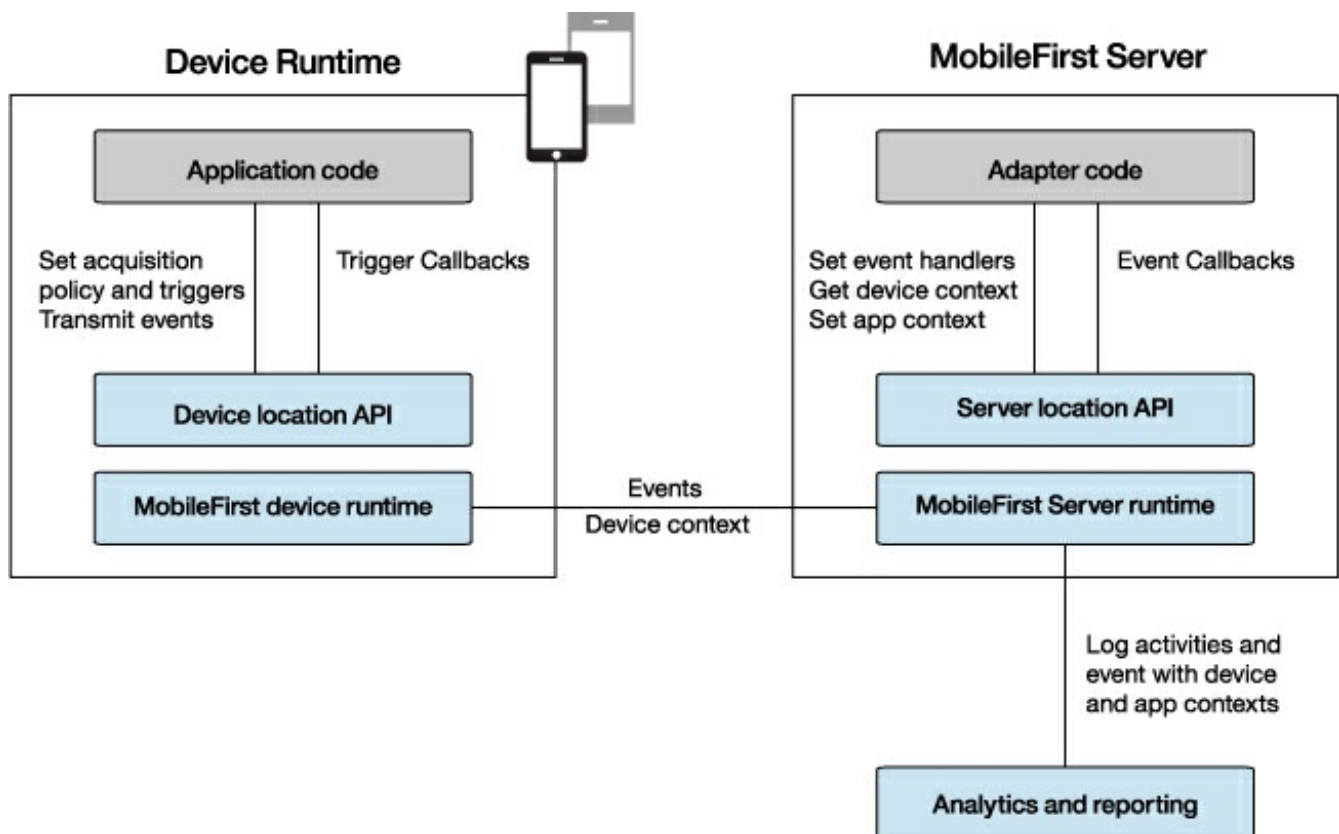 Device Runtime
MobileFirst Server
Application code
Adapter code
Set acquisition
policy and triggers
Transmit events
Trigger Callbacks
Set event handlers
Get device context
Set app context
Event Callbacks
Device location API
Server location API
MobileFirst device runtime
Events
Device context
MobileFirst Server runtime
Log activities and
event with device
and app contexts
Analytics and reporting